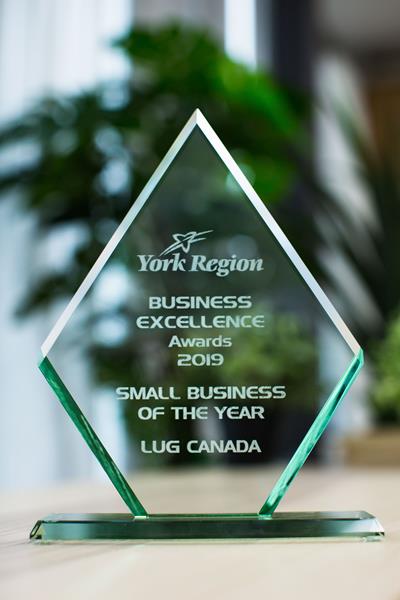 York Region
BUSINESS
EXCELLENCE
Awards
2019
SMALL BUSINESS
OF THE YEAR
LUG CANADA